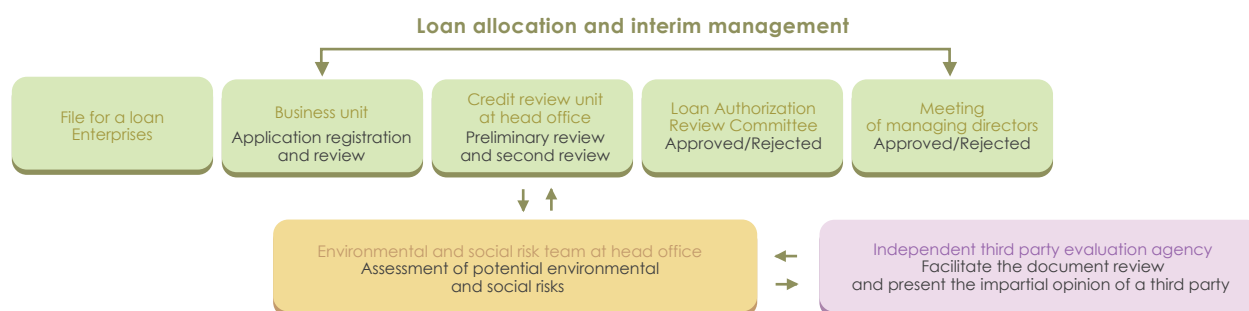 Loan allocation and interim management
File for a loan
Enterprises
Business unit
Application registration
and review
Credit review unit
at head office
Preliminary review
and second review
Loan Authorization
Review Committee
Approved/Rejected
Meeting
of managing directors
Approved/Rejected
Environmental and social risk team at head office
Assessment of potential environmental
and social risks
Independent third party evaluation agency
Facilitate the document review
and present the impartial opinion of a third party